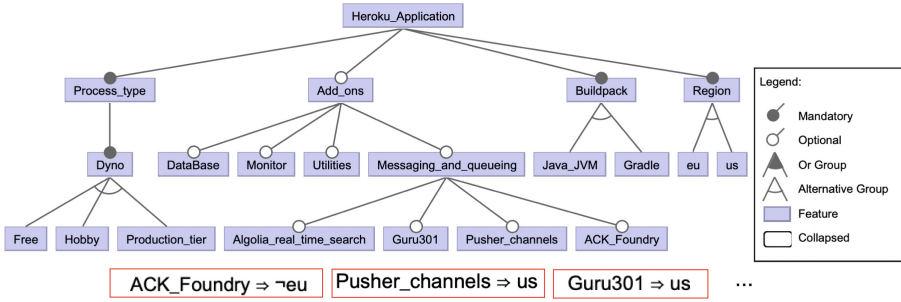 Heroku_Application
Process_type Add_ons Buildpack Region
Legend:
Mandatory
Optional
Or Group
Alternative Group
Feature
Collapsed
Dyno DataBase Monitor Utilities Messaging_and_queueing Java_JVM Gradle eu us
Free Hobby Production_tier Algolia_real_time_search Guru301 Pusher_channels ACK_Foundry
ACK_Foundry ⇒ ¬eu Pusher_channels ⇒ us Guru301 ⇒ us ...